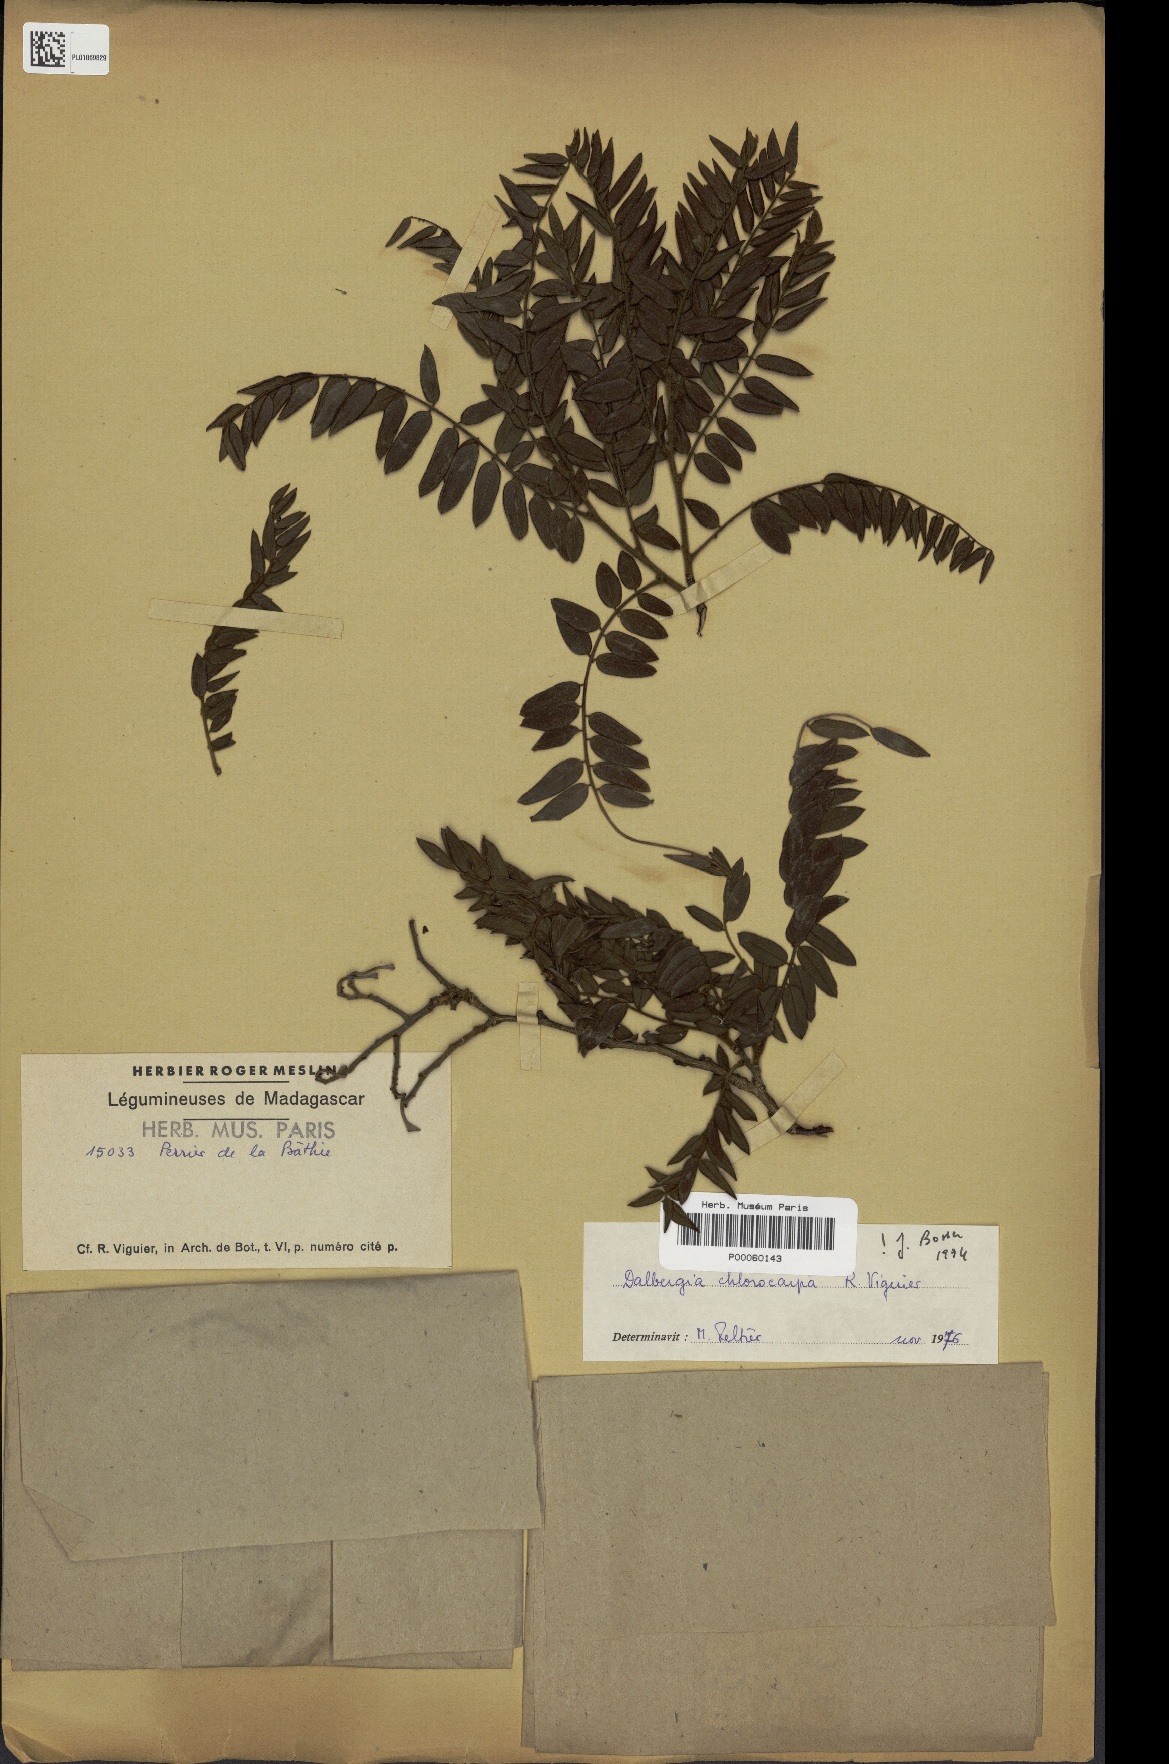 PL01069829
HERBIER ROGER MESLIN
Légumineuses de Madagascar
HERB. MUS. PARIS
15033 Perrier de la Bâthie
Cf. R. Viguier, in Arch. de Bot., t. VI, p. numéro cité p.
Herb. Muséum Paris
P00060143
! J. Bosser
1994
Dalbergia chlorocarpa R. Viguier
Determinavit : M. Peltier nov 1976